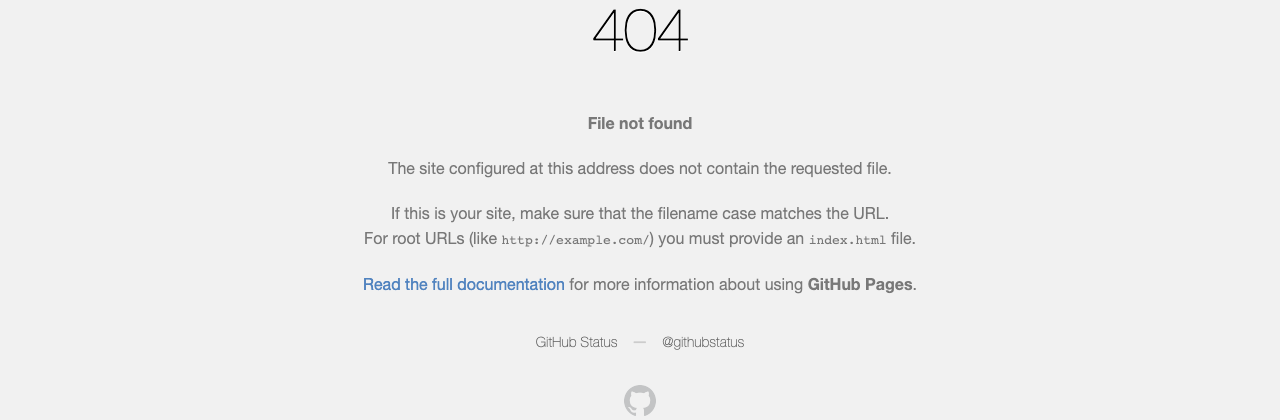 404
File not found
The site configured at this address does not contain the requested file.
If this is your site, make sure that the filename case matches the URL.
For root URLs (like http://example.com/) you must provide an index.html file.
Read the full documentation for more information about using GitHub Pages.
GitHub Status — @githubstatus